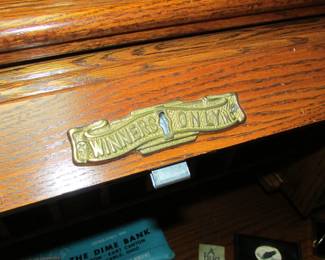 WINNERS ONLY
THE DIME BANK